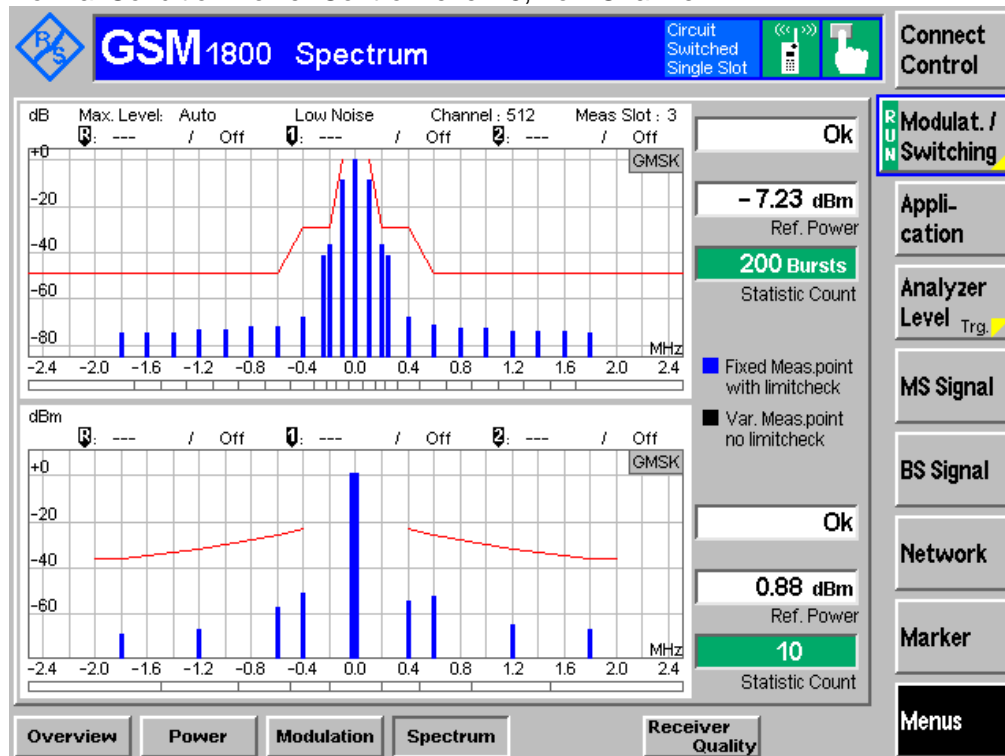 R/S
GSM 1800 Spectrum
Circuit
Switched
Single Slot
Connect
Control
dB Max. Level: Auto Low Noise Channel : 512 Meas Slot : 3
R: --- / Off 1: --- / Off 2: --- / Off
GMSK
+0
-20
-40
-60
-80
MHz
-2.4 -2.0 -1.6 -1.2 -0.8 -0.4 0.0 0.4 0.8 1.2 1.6 2.0 2.4
Ok
-7.23 dBm
Ref. Power
200 Bursts
Statistic Count
Fixed Meas.point
with limitcheck
Var. Meas.point
no limitcheck
dBm
R: --- / Off 1: --- / Off 2: --- / Off
GMSK
+0
-20
-40
-60
MHz
-2.4 -2.0 -1.6 -1.2 -0.8 -0.4 0.0 0.4 0.8 1.2 1.6 2.0 2.4
Ok
0.88 dBm
Ref. Power
10
Statistic Count
RUN
Modulat. /
Switching
Appli-
cation
Analyzer
Level Trg.
MS Signal
BS Signal
Network
Marker
Menus
Overview Power Modulation Spectrum Receiver
Quality